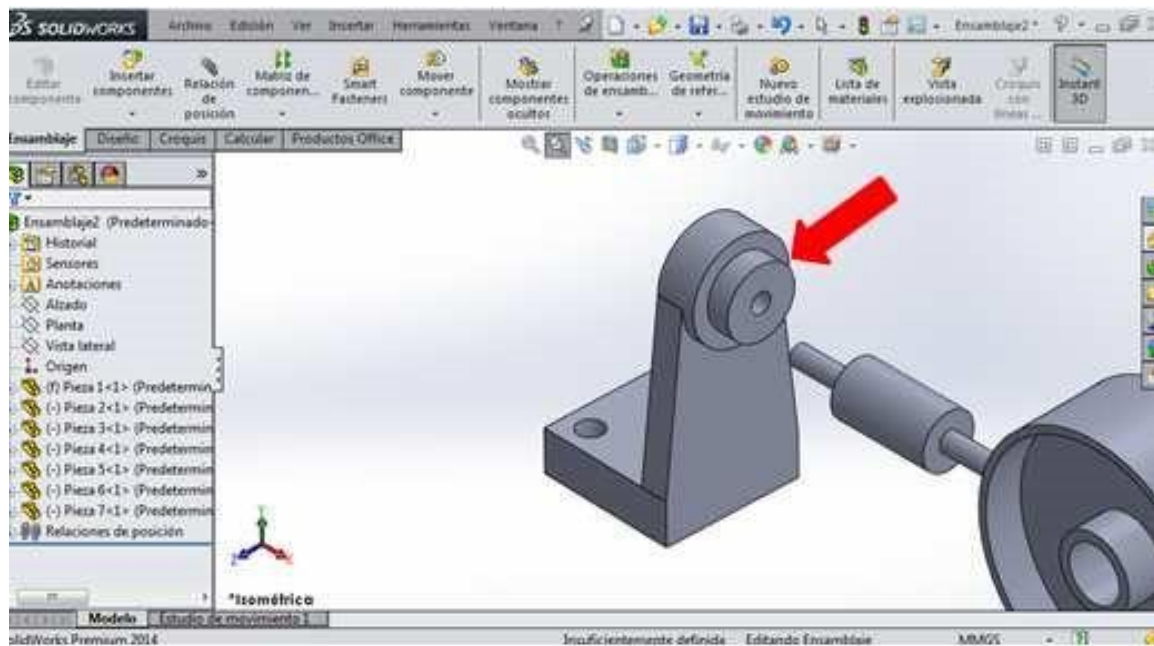 SOLIDWORKS Archivo Edición Ver Insertar Herramientas Ventana ? Ensamblaje2 *
Editar componente
Insertar componentes
Relación de posición
Matriz de componen...
Smart Fasteners
Mover componente
Mostrar componentes ocultos
Operaciones de ensamb...
Geometría de refer...
Nuevo estudio de movimiento
Lista de materiales
Vista explosionada
Croquis con líneas ...
Instant 3D
Ensamblaje Diseño Croquis Calcular Productos Office
Ensamblaje2 (Predeterminado
Historial
Sensores
Anotaciones
Alzado
Planta
Vista lateral
Origen
(f) Pieza 1<1> (Predetermin
(-) Pieza 2<1> (Predetermin
(-) Pieza 3<1> (Predetermin
(-) Pieza 4<1> (Predetermin
(-) Pieza 5<1> (Predetermin
(-) Pieza 6<1> (Predetermin
(-) Pieza 7<1> (Predetermin
Relaciones de posición
*Isométrica
Modelo Estudio de movimiento 1
SolidWorks Premium 2014 Insuficientemente definida Editando Ensamblaje MMGS